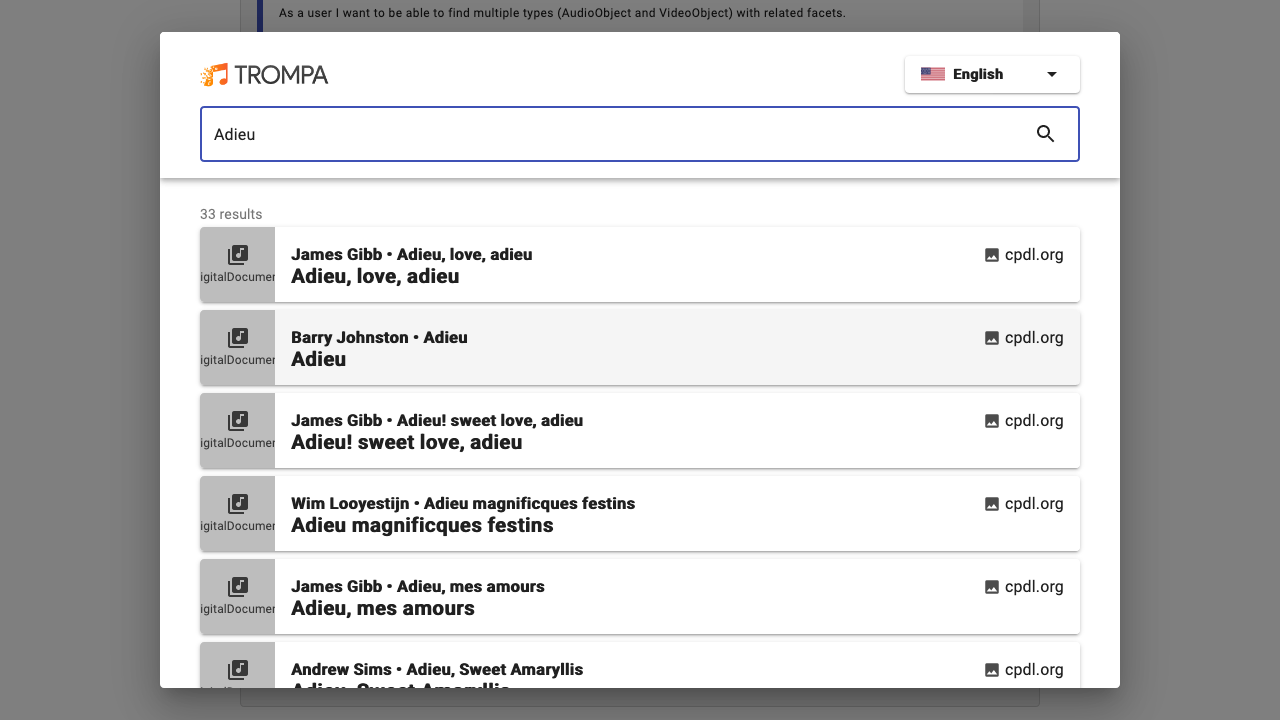 As a user I want to be able to find multiple types (AudioObject and VideoObject) with related facets.
TROMPA
English
Adieu
33 results
James Gibb • Adieu, love, adieu
cpdl.org
igitalDocumen
Adieu, love, adieu
Barry Johnston • Adieu
cpdl.org
igitalDocumen
Adieu
James Gibb • Adieu! sweet love, adieu
cpdl.org
igitalDocumen
Adieu! sweet love, adieu
Wim Looyestijn • Adieu magnificques festins
cpdl.org
igitalDocumen
Adieu magnificques festins
James Gibb • Adieu, mes amours
cpdl.org
igitalDocumen
Adieu, mes amours
Andrew Sims • Adieu, Sweet Amaryllis
cpdl.org
Adieu, Sweet Amaryllis